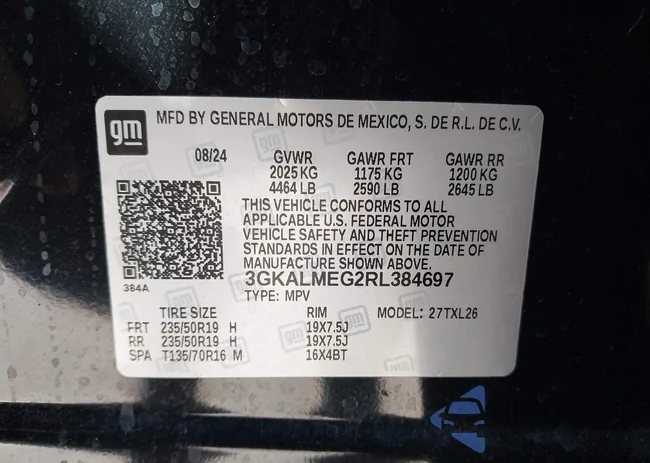 gm
MFD BY GENERAL MOTORS DE MEXICO, S. DE R.L. DE C.V.
08/24 GVWR GAWR FRT GAWR RR
2025 KG 1175 KG 1200 KG
4464 LB 2590 LB 2645 LB
THIS VEHICLE CONFORMS TO ALL
APPLICABLE U.S. FEDERAL MOTOR
VEHICLE SAFETY AND THEFT PREVENTION
STANDARDS IN EFFECT ON THE DATE OF
MANUFACTURE SHOWN ABOVE.
384A
3GKALMEG2RL384697
TYPE: MPV
TIRE SIZE RIM MODEL: 27TXL26
FRT 235/50R19 H 19X7.5J
RR 235/50R19 H 19X7.5J
SPA T135/70R16 M 16X4BT